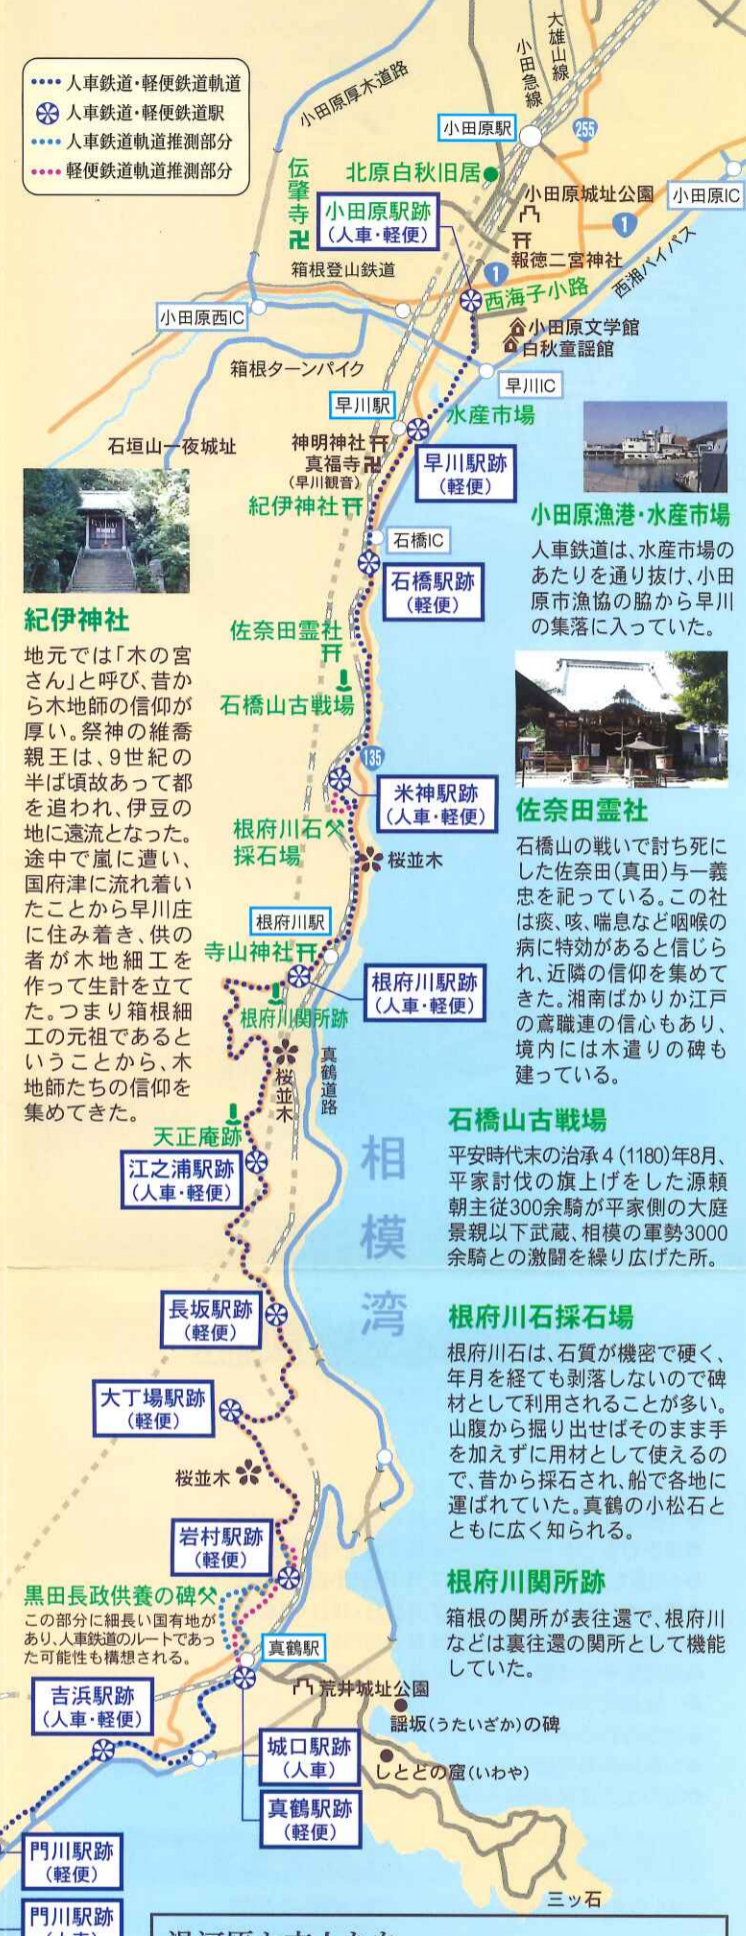 人車鉄道・軽便鉄道軌道
人車鉄道・軽便鉄道駅
人車鉄道軌道推測部分
軽便鉄道軌道推測部分
大雄山線
小田急線
小田原厚木道路
小田原駅
255
伝肇寺
北原白秋旧居
小田原駅跡
(人車・軽便)
小田原城址公園
小田原IC
1
報徳二宮神社
西湘バイパス
箱根登山鉄道
1
西海子小路
小田原西IC
小田原文学館
白秋童謡館
箱根ターンパイク
早川IC
早川駅
水産市場
石垣山一夜城址
神明神社
真福寺
(早川観音)
早川駅跡
(軽便)
紀伊神社
石橋IC
石橋駅跡
(軽便)
小田原漁港・水産市場
人車鉄道は、水産市場の
あたりを通り抜け、小田
原市漁協の脇から早川
の集落に入っていた。
紀伊神社
地元では「木の宮
さん」と呼び、昔か
ら木地師の信仰が
厚い。祭神の維喬
親王は、9世紀の
半ば頃故あって都
を追われ、伊豆の
地に遠流となった。
途中で嵐に遭い、
国府津に流れ着い
たことから早川庄
に住み着き、供の
者が木地細工を
作って生計を立て
た。つまり箱根細
工の元祖であると
いうことから、木
地師たちの信仰を
集めてきた。
佐奈田霊社
石橋山古戦場
135
米神駅跡
(人車・軽便)
根府川石
採石場
桜並木
根府川駅
寺山神社
根府川駅跡
(人車・軽便)
根府川関所跡
桜並木
真鶴道路
佐奈田霊社
石橋山の戦いで討ち死に
した佐奈田(真田)与一義
忠を祀っている。この社
は痰、咳、喘息など咽喉の
病に特効があると信じら
れ、近隣の信仰を集めて
きた。湘南ばかりか江戸
の鳶職連の信心もあり、
境内には木遣りの碑も
建っている。
天正庵跡
江之浦駅跡
(人車・軽便)
相模湾
石橋山古戦場
平安時代末の治承4(1180)年8月、
平家討伐の旗上げをした源頼
朝主従300余騎が平家側の大庭
景親以下武蔵、相模の軍勢3000
余騎との激闘を繰り広げた所。
長坂駅跡
(軽便)
大丁場駅跡
(軽便)
桜並木
岩村駅跡
(軽便)
根府川石採石場
根府川石は、石質が機密で硬く、
年月を経ても剥落しないので碑
材として利用されることが多い。
山腹から掘り出せばそのまま手
を加えずに用材として使えるの
で、昔から採石され、船で各地に
運ばれていた。真鶴の小松石と
ともに広く知られる。
根府川関所跡
箱根の関所が表往還で、根府川
などは裏往還の関所として機能
していた。
黒田長政供養の碑
この部分に細長い国有地が
あり、人車鉄道のルートであっ
た可能性も構想される。
真鶴駅
吉浜駅跡
(人車・軽便)
荒井城址公園
謡坂(うたいざか)の碑
城口駅跡
(人車)
しとどの窟(いわや)
真鶴駅跡
(軽便)
門川駅跡
(軽便)
門川駅跡
三ッ石